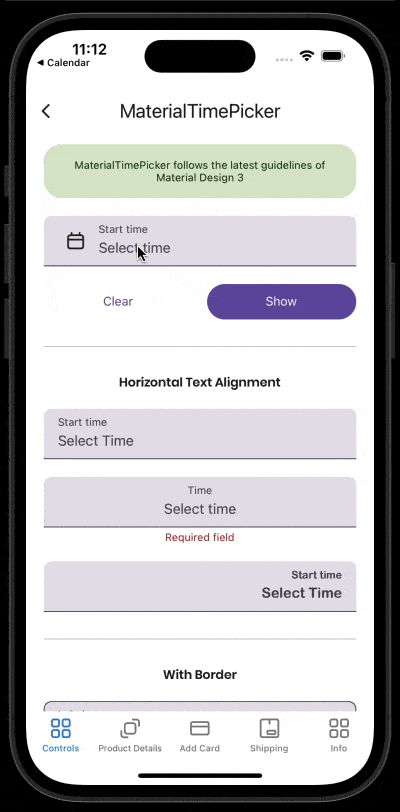 11:12
◀ Calendar
MaterialTimePicker
MaterialTimePicker follows the latest guidelines of
Material Design 3
Start time
Select time
Clear
Show
Horizontal Text Alignment
Start time
Select Time
Time
Select time
Required field
Start time
Select Time
With Border
Controls
Product Details
Add Card
Shipping
Info